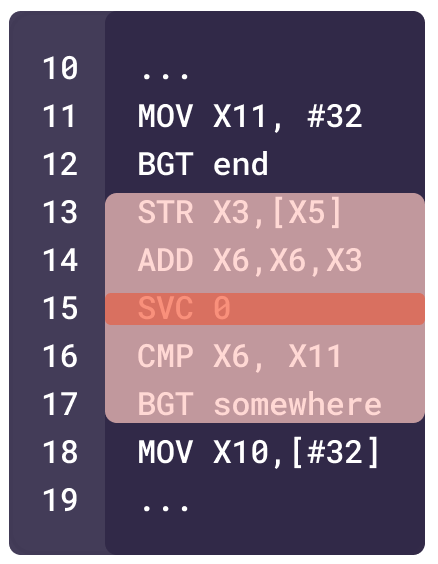 10 ...
11 MOV X11, #32
12 BGT end
13 STR X3,[X5]
14 ADD X6,X6,X3
15 SVC 0
16 CMP X6, X11
17 BGT somewhere
18 MOV X10,[#32]
19 ...